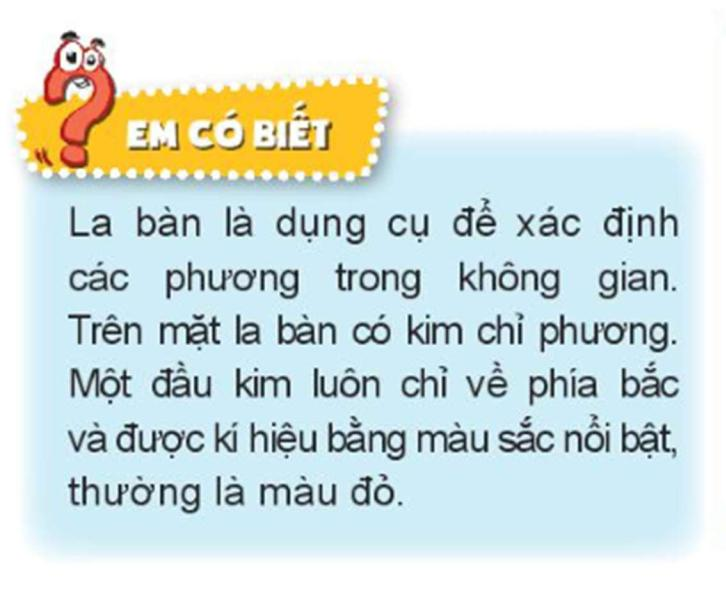 EM CÓ BIẾT
La bàn là dụng cụ để xác định
các phương trong không gian.
Trên mặt la bàn có kim chỉ phương.
Một đầu kim luôn chỉ về phía bắc
và được kí hiệu bằng màu sắc nổi bật,
thường là màu đỏ.